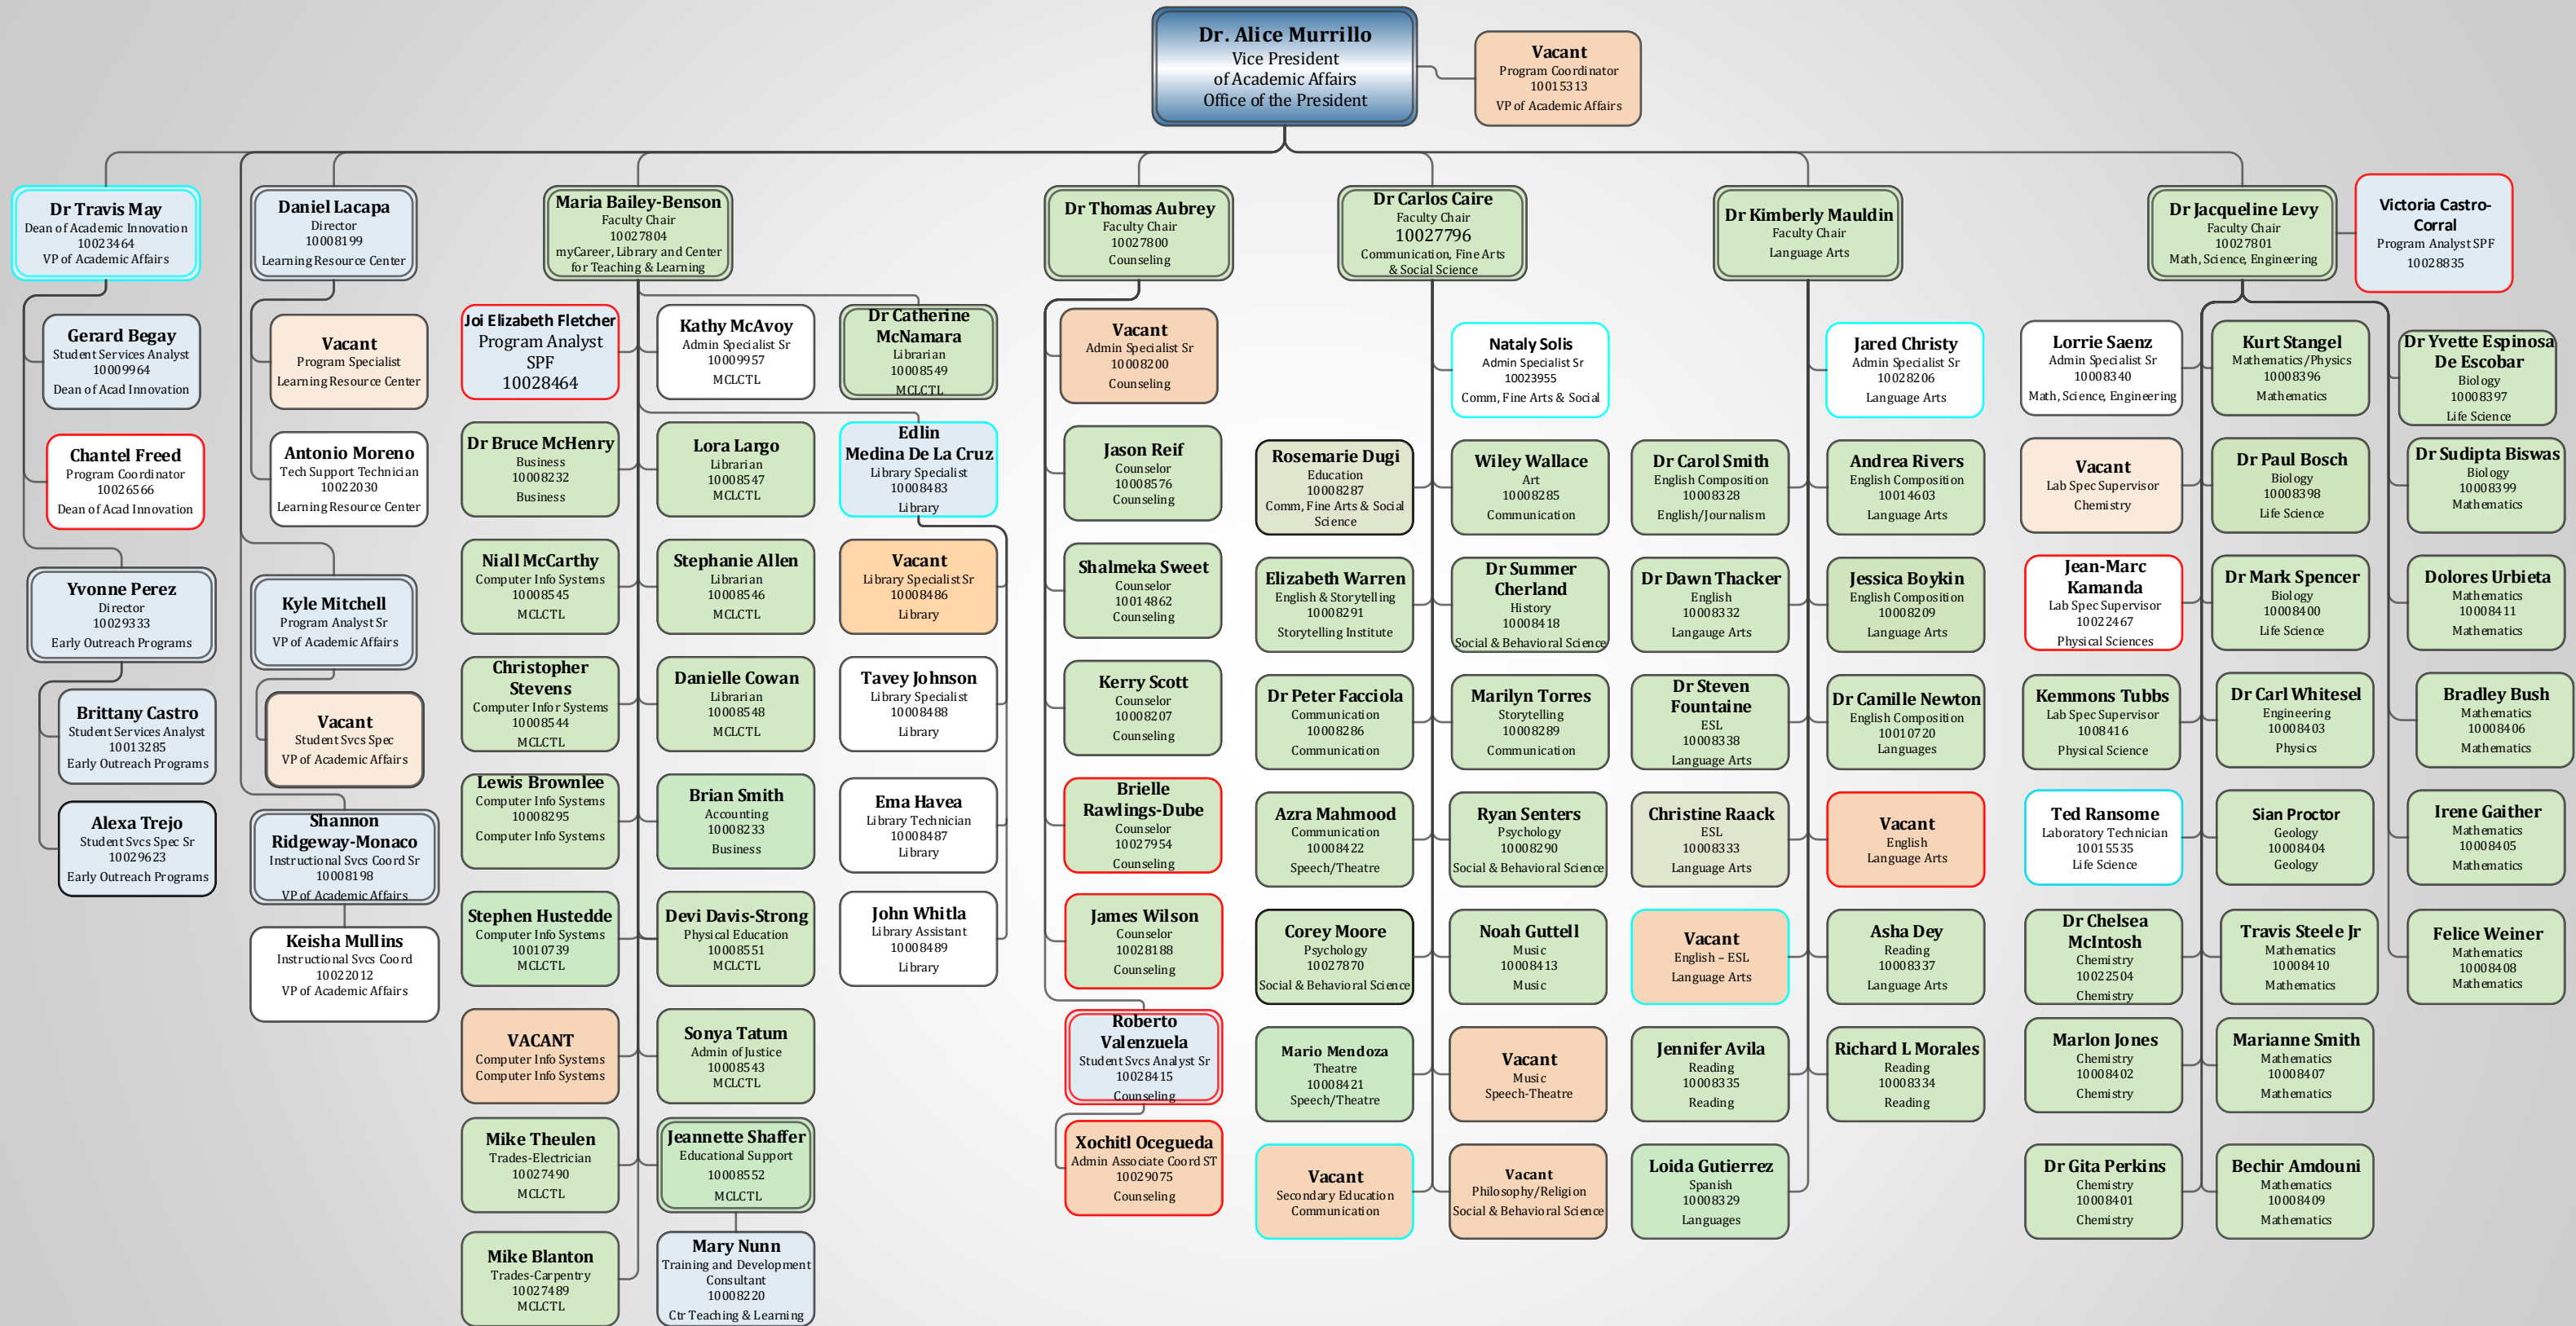 Dr. Alice Murrillo
Vice President
of Academic Affairs
Office of the President
Vacant
Program Coordinator
10015313
VP of Academic Affairs
Dr Travis May
Dean of Academic Innovation
10023464
VP of Academic Affairs
Gerard Begay
Student Services Analyst
10009964
Dean of Acad Innovation
Chantel Freed
Program Coordinator
10026566
Dean of Acad Innovation
Yvonne Perez
Director
10029333
Early Outreach Programs
Brittany Castro
Student Services Analyst
10013285
Early Outreach Programs
Alexa Trejo
Student Svcs Spec Sr
10029623
Early Outreach Programs
Daniel Lacapa
Director
10008199
Learning Resource Center
Vacant
Program Specialist
Learning Resource Center
Antonio Moreno
Tech Support Technician
10022030
Learning Resource Center
Kyle Mitchell
Program Analyst Sr
VP of Academic Affairs
Vacant
Student Svcs Spec
VP of Academic Affairs
Shannon
Ridgeway-Monaco
Instructional Svcs Coord Sr
10008198
VP of Academic Affairs
Keisha Mullins
Instructional Svcs Coord
10022012
VP of Academic Affairs
Maria Bailey-Benson
Faculty Chair
10027804
myCareer, Library and Center
for Teaching & Learning
Joi Elizabeth Fletcher
Program Analyst
SPF
10028464
Kathy McAvoy
Admin Specialist Sr
10009957
MCLCTL
Dr Catherine
McNamara
Librarian
10008549
MCLCTL
Dr Bruce McHenry
Business
10008232
Business
Lora Largo
Librarian
10008547
MCLCTL
Edlin
Medina De La Cruz
Library Specialist
10008483
Library
Niall McCarthy
Computer Info Systems
10008545
MCLCTL
Stephanie Allen
Librarian
10008546
MCLCTL
Vacant
Library Specialist Sr
10008486
Library
Christopher
Stevens
Computer Infor Systems
10008544
MCLCTL
Danielle Cowan
Librarian
10008548
MCLCTL
Tavey Johnson
Library Specialist
10008488
Library
Lewis Brownlee
Computer Info Systems
10008295
Computer Info Systems
Brian Smith
Accounting
10008233
Business
Ema Havea
Library Technician
10008487
Library
Stephen Hustedde
Computer Info Systems
10010739
MCLCTL
Devi Davis-Strong
Physical Education
10008551
MCLCTL
John Whitla
Library Assistant
10008489
Library
VACANT
Computer Info Systems
Computer Info Systems
Sonya Tatum
Admin of Justice
10008543
MCLCTL
Mike Theulen
Trades-Electrician
10027490
MCLCTL
Jeannette Shaffer
Educational Support
10008552
MCLCTL
Mike Blanton
Trades-Carpentry
10027489
MCLCTL
Mary Nunn
Training and Development
Consultant
10008220
Ctr Teaching & Learning
Dr Thomas Aubrey
Faculty Chair
10027800
Counseling
Vacant
Admin Specialist Sr
10008200
Counseling
Jason Reif
Counselor
10008576
Counseling
Shalmeka Sweet
Counselor
10014862
Counseling
Kerry Scott
Counselor
10008207
Counseling
Brielle
Rawlings-Dube
Counselor
10027954
Counseling
James Wilson
Counselor
10028188
Counseling
Roberto
Valenzuela
Student Svcs Analyst Sr
10028415
Counseling
Xochitl Ocegueda
Admin Associate Coord ST
10029075
Counseling
Dr Carlos Caire
Faculty Chair
10027796
Communication, Fine Arts
& Social Science
Nataly Solis
Admin Specialist Sr
10023955
Comm, Fine Arts & Social
Rosemarie Dugi
Education
10008287
Comm, Fine Arts & Social
Science
Wiley Wallace
Art
10008285
Communication
Elizabeth Warren
English & Storytelling
10008291
Storytelling Institute
Dr Summer
Cherland
History
10008418
Social & Behavioral Science
Dr Peter Facciola
Communication
10008286
Communication
Marilyn Torres
Storytelling
10008289
Communication
Azra Mahmood
Communication
10008422
Speech/Theatre
Ryan Senters
Psychology
10008290
Social & Behavioral Science
Corey Moore
Psychology
10027870
Social & Behavioral Science
Noah Guttell
Music
10008413
Music
Mario Mendoza
Theatre
10008421
Speech/Theatre
Vacant
Music
Speech-Theatre
Vacant
Secondary Education
Communication
Vacant
Philosophy/Religion
Social & Behavioral Science
Dr Kimberly Mauldin
Faculty Chair
Language Arts
Jared Christy
Admin Specialist Sr
10028206
Language Arts
Dr Carol Smith
English Composition
10008328
English/Journalism
Andrea Rivers
English Composition
10014603
Language Arts
Dr Dawn Thacker
English
10008332
Langauge Arts
Jessica Boykin
English Composition
10008209
Language Arts
Dr Steven
Fountaine
ESL
10008338
Language Arts
Dr Camille Newton
English Composition
10010720
Languages
Christine Raack
ESL
10008333
Language Arts
Vacant
English
Language Arts
Vacant
English – ESL
Language Arts
Asha Dey
Reading
10008337
Language Arts
Jennifer Avila
Reading
10008335
Reading
Richard L Morales
Reading
10008334
Reading
Loida Gutierrez
Spanish
10008329
Languages
Dr Jacqueline Levy
Faculty Chair
10027801
Math, Science, Engineering
Victoria Castro-
Corral
Program Analyst SPF
10028835
Lorrie Saenz
Admin Specialist Sr
10008340
Math, Science, Engineering
Kurt Stangel
Mathematics/Physics
10008396
Mathematics
Dr Yvette Espinosa
De Escobar
Biology
10008397
Life Science
Vacant
Lab Spec Supervisor
Chemistry
Dr Paul Bosch
Biology
10008398
Life Science
Dr Sudipta Biswas
Biology
10008399
Mathematics
Jean-Marc
Kamanda
Lab Spec Supervisor
10022467
Physical Sciences
Dr Mark Spencer
Biology
10008400
Life Science
Dolores Urbieta
Mathematics
10008411
Mathematics
Kemmons Tubbs
Lab Spec Supervisor
1008416
Physical Science
Dr Carl Whitesel
Engineering
10008403
Physics
Bradley Bush
Mathematics
10008406
Mathematics
Ted Ransome
Laboratory Technician
10015535
Life Science
Sian Proctor
Geology
10008404
Geology
Irene Gaither
Mathematics
10008405
Mathematics
Dr Chelsea
McIntosh
Chemistry
10022504
Chemistry
Travis Steele Jr
Mathematics
10008410
Mathematics
Felice Weiner
Mathematics
10008408
Mathematics
Marlon Jones
Chemistry
10008402
Chemistry
Marianne Smith
Mathematics
10008407
Mathematics
Dr Gita Perkins
Chemistry
10008401
Chemistry
Bechir Amdouni
Mathematics
10008409
Mathematics